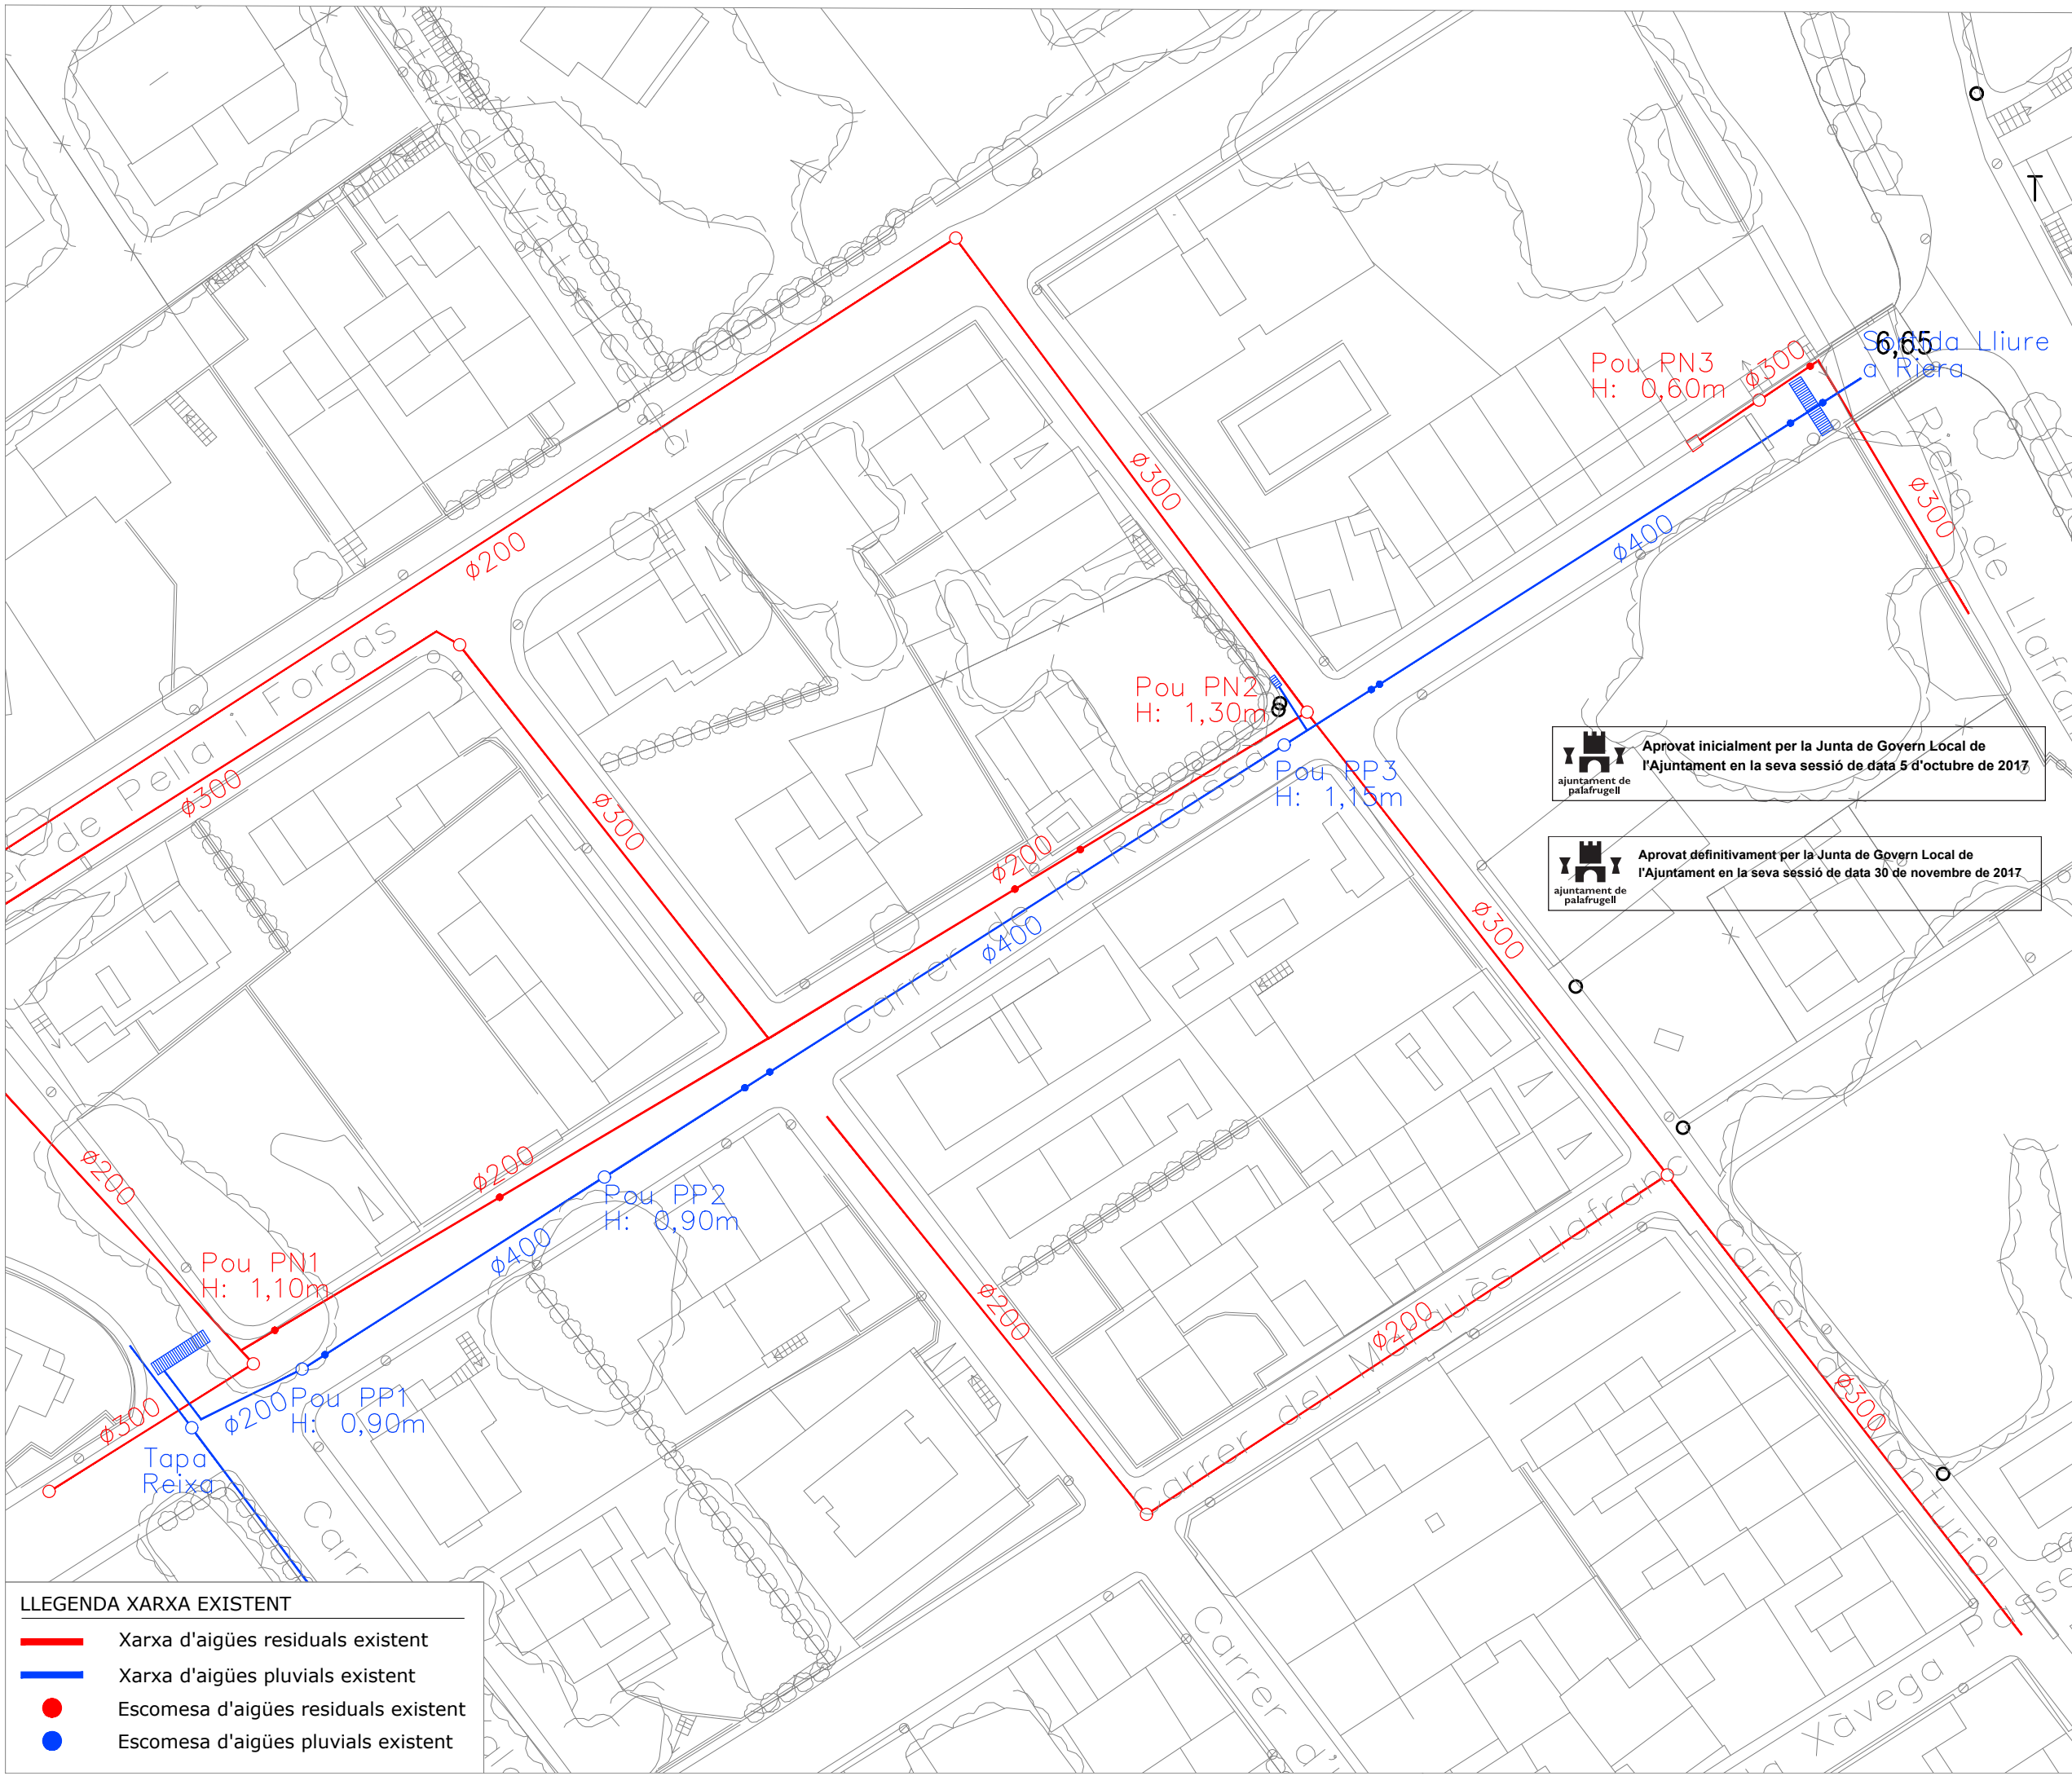 T
Sortida Lliure
a Riera
6,65
Pou PN3
H: 0,60m
ϕ300
ϕ300
ϕ300
ϕ200
ϕ400
Pou PN2
H: 1,30m
Pou PP3
H: 1,15m
Aprovat inicialment per la Junta de Govern Local de
l'Ajuntament en la seva sessió de data 5 d'octubre de 2017
ajuntament de
palafrugell
Aprovat definitivament per la Junta de Govern Local de
l'Ajuntament en la seva sessió de data 30 de novembre de 2017
ajuntament de
palafrugell
er de Pella i Forgas
ϕ300
ϕ300
ϕ200
Carrer de la Racassa
ϕ400
ϕ300
ϕ200
ϕ200
Pou PP2
H: 0,90m
ϕ400
Pou PN1
H: 1,10m
ϕ200
Pou PP1
H: 0,90m
ϕ300
Tapa
Reixa
ϕ200
ϕ200
Carrer del Marquès Llafranc
ϕ300
Carr
Carrer d'
Xàvega
LLEGENDA XARXA EXISTENT
Xarxa d'aigües residuals existent
Xarxa d'aigües pluvials existent
Escomesa d'aigües residuals existent
Escomesa d'aigües pluvials existent